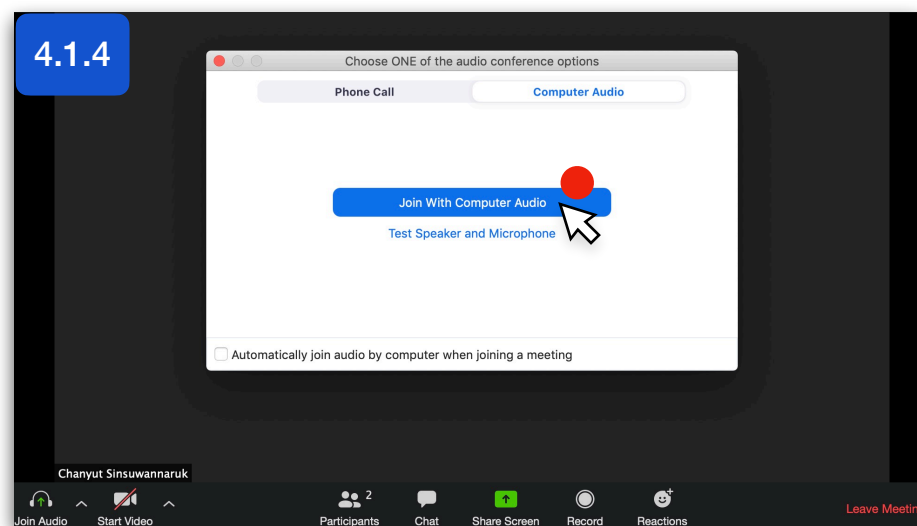 4.1.4
Choose ONE of the audio conference options
Phone Call
Computer Audio
Join With Computer Audio
Test Speaker and Microphone
Automatically join audio by computer when joining a meeting
Chanyut Sinsuwannaruk
2
Join Audio
Start Video
Participants
Chat
Share Screen
Record
Reactions
Leave Meetin